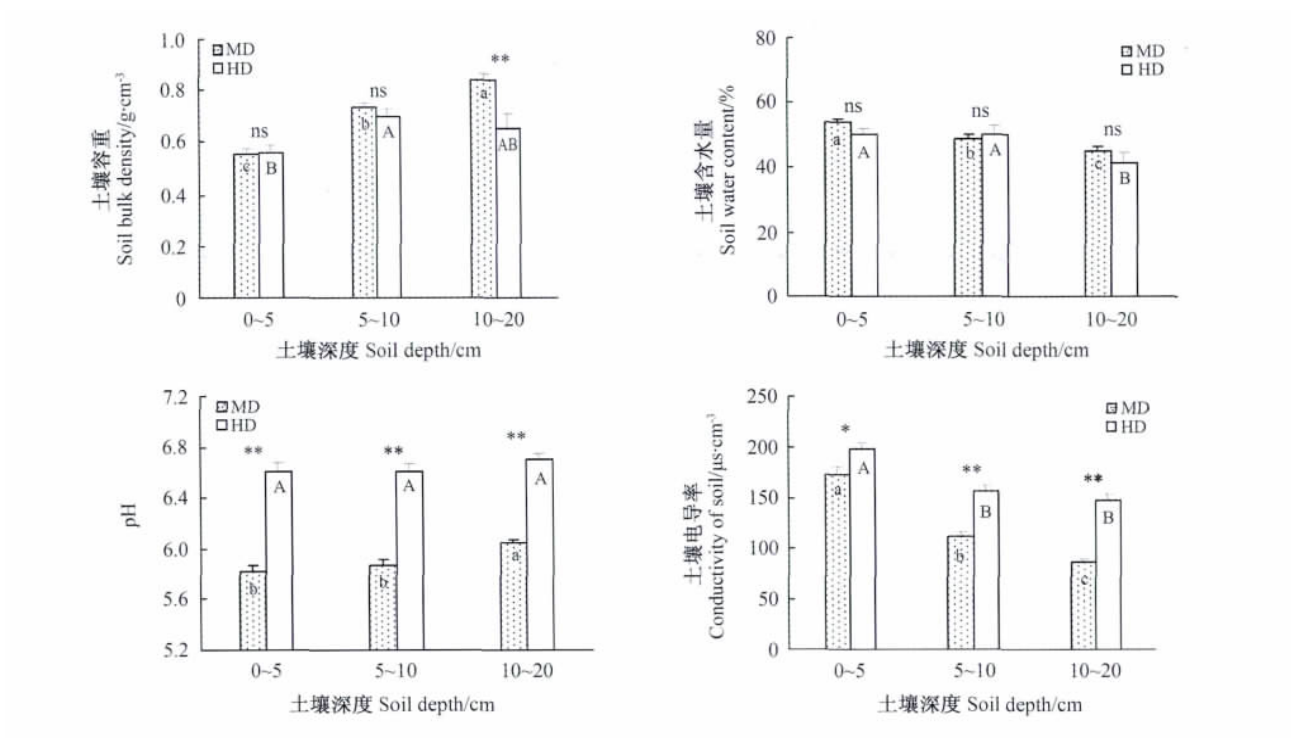 1.0
MD
HD
**
0.8
ns
a
ns
b
A
AB
0.6
c
B
0.4
0.2
0
土壤容重
Soil bulk density/g·cm-3
0~5
5~10
10~20
土壤深度 Soil depth/cm
80
MD
HD
60
ns
ns
ns
a
A
b
A
c
B
40
20
0
土壤含水量
Soil water content/%
0~5
5~10
10~20
土壤深度 Soil depth/cm
7.2
MD
HD
6.8
**
**
**
A
A
A
6.4
6.0
b
b
a
5.6
5.2
pH
0~5
5~10
10~20
土壤深度 Soil depth/cm
250
MD
HD
200
*
**
**
a
A
150
b
B
c
B
100
50
0
土壤电导率
Conductivity of soil/μs·cm-3
0~5
5~10
10~20
土壤深度 Soil depth/cm